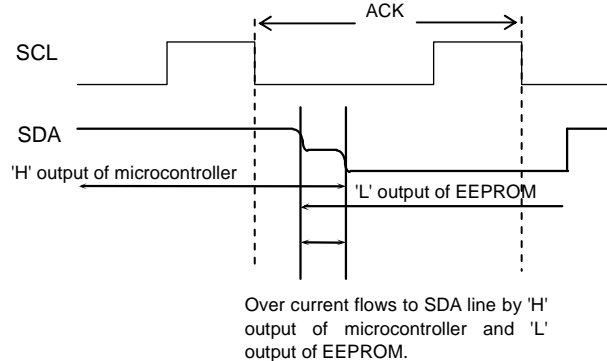 ACK
SCL
SDA
'H' output of microcontroller
'L' output of EEPROM
Over current flows to SDA line by 'H'
output of microcontroller and 'L'
output of EEPROM.